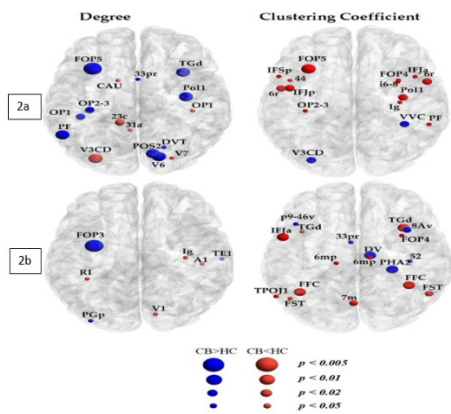 Degree Clustering Coefficient
2a
FOP5
33pr
TGd
CAU
Pol1
OP2-3
OP1
OP1
PF
23c
31a
V3CD
POS2
DVT
V7
V6
FOP5
IFSp
44
6r
IFJp
OP2-3
V3CD
IFJa
FOP4
6r
i6-8
Pol1
Ig
VVC
PF
2b
FOP3
RI
PGp
Ig
A1
TE1
V1
p9-46v
IFJa
TGd
33pr
6mp
TGd
8Av
FOP4
DV
6mp
52
PHA2
FFC
TPOJ1
FST
7m
FFC
FST
CB>HC CB<HC
p < 0.005
p < 0.01
p < 0.02
p < 0.05